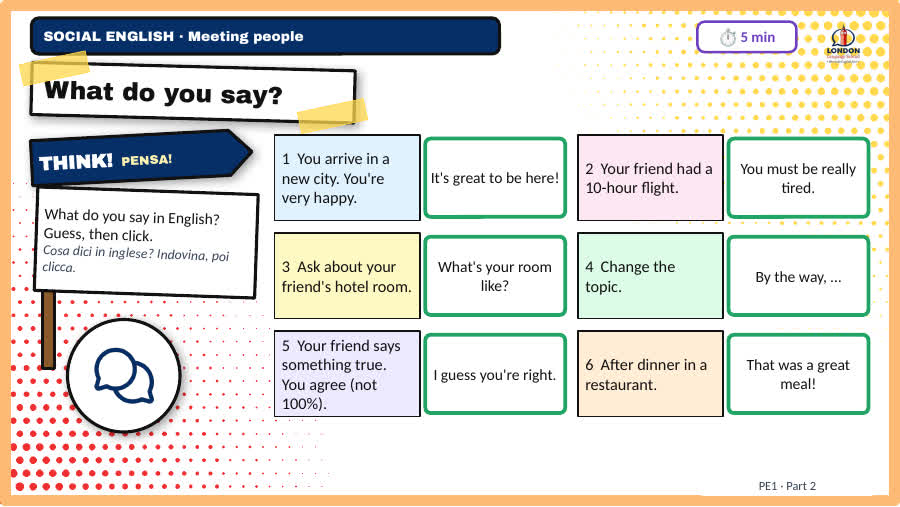 SOCIAL ENGLISH · Meeting people
⏱ 5 min
LONDON
What do you say?
THINK! PENSA!
What do you say in English?
Guess, then click.
Cosa dici in inglese? Indovina, poi
clicca.
1 You arrive in a
new city. You're
very happy.
It's great to be here!
2 Your friend had a
10-hour flight.
You must be really
tired.
3 Ask about your
friend's hotel room.
What's your room
like?
4 Change the
topic.
By the way, ...
5 Your friend says
something true.
You agree (not
100%).
I guess you're right.
6 After dinner in a
restaurant.
That was a great
meal!
PE1 · Part 2